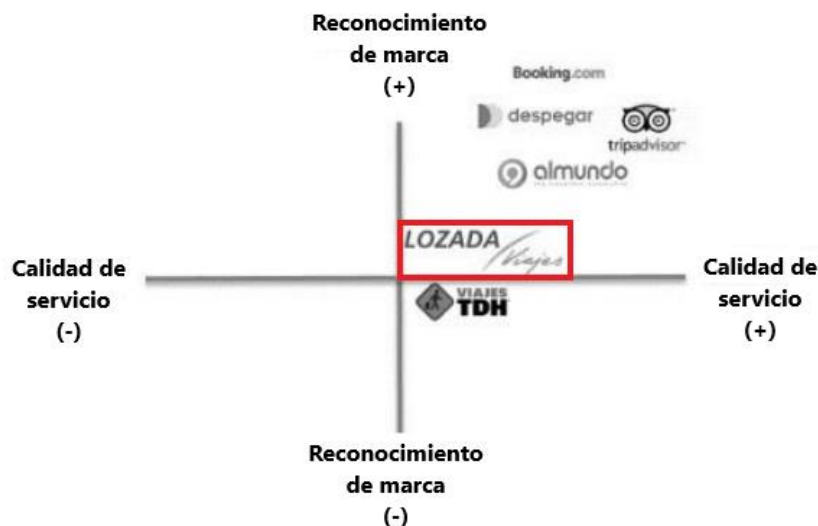 Reconocimiento
de marca
(+)
Booking.com
despegar
tripadvisor
almundo
LOZADA
Viajes
Calidad de
servicio
(-)
Calidad de
servicio
(+)
VIAJES
TDH
Reconocimiento
de marca
(-)